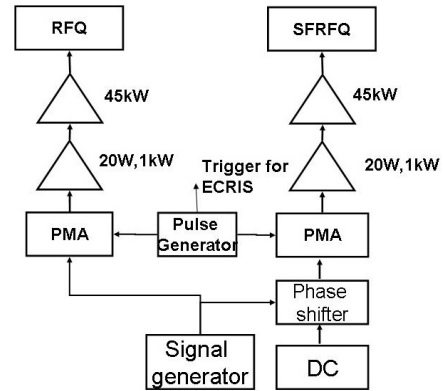 RFQ
SFRFQ
45kW
45kW
20W,1kW
Trigger for
ECRIS
20W,1kW
PMA
Pulse
Generator
PMA
Phase
shifter
Signal
generator
DC